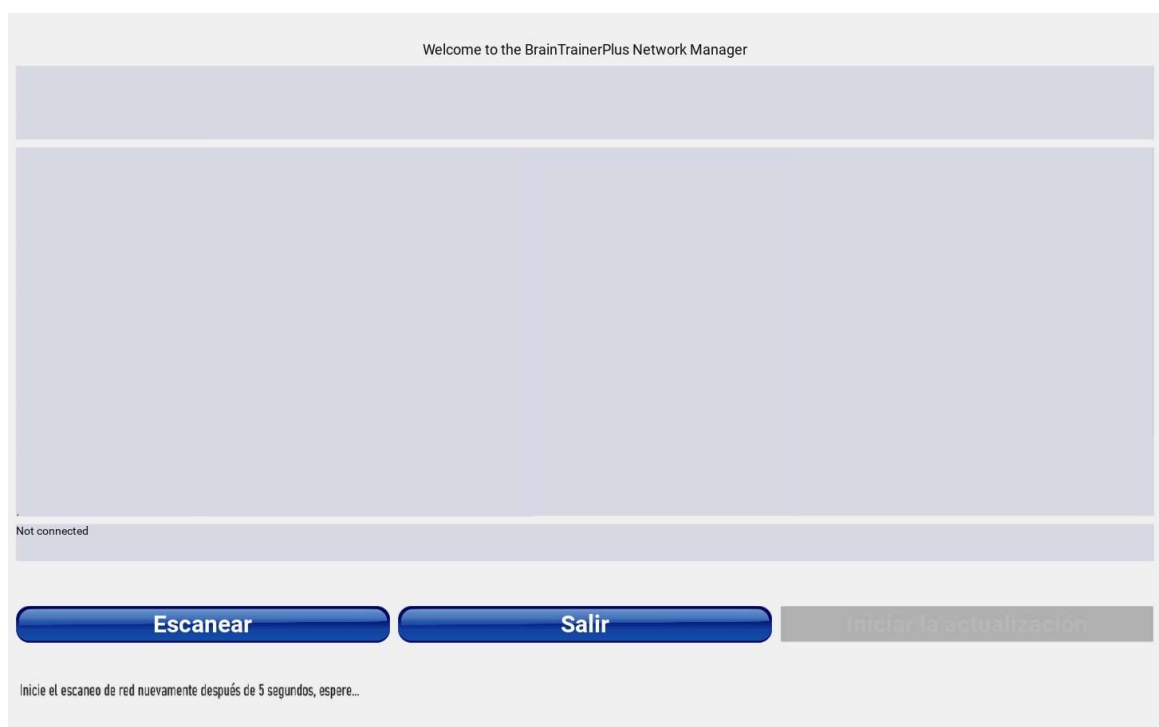 Welcome to the BrainTrainerPlus Network Manager
Not connected
Escanear
Salir
Iniciar la actualización
Inicie el escaneo de red nuevamente después de 5 segundos, espere...